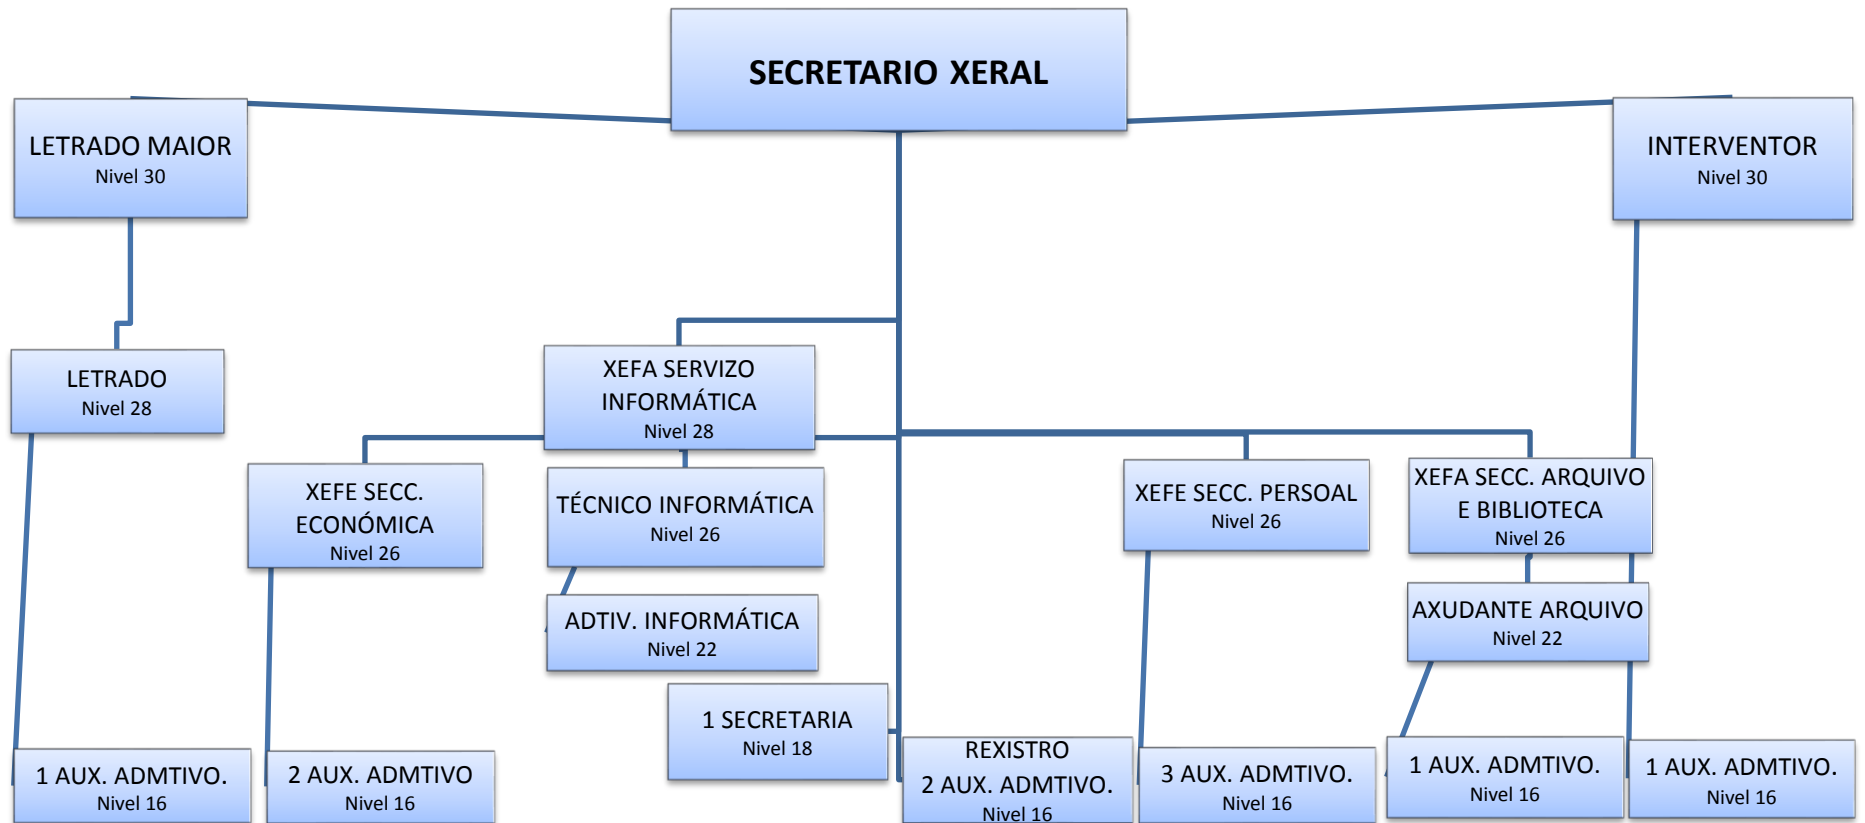 SECRETARIO XERAL
LETRADO MAIOR
Nivel 30
INTERVENTOR
Nivel 30
LETRADO
Nivel 28
XEFA SERVIZO
INFORMÁTICA
Nivel 28
XEFE SECC.
ECONÓMICA
Nivel 26
TÉCNICO INFORMÁTICA
Nivel 26
XEFE SECC. PERSOAL
Nivel 26
XEFA SECC. ARQUIVO
E BIBLIOTECA
Nivel 26
ADTIV. INFORMÁTICA
Nivel 22
AXUDANTE ARQUIVO
Nivel 22
1 SECRETARIA
Nivel 18
1 AUX. ADMTIVO.
Nivel 16
2 AUX. ADMTIVO
Nivel 16
REXISTRO
2 AUX. ADMTIVO.
Nivel 16
3 AUX. ADMTIVO.
Nivel 16
1 AUX. ADMTIVO.
Nivel 16
1 AUX. ADMTIVO.
Nivel 16